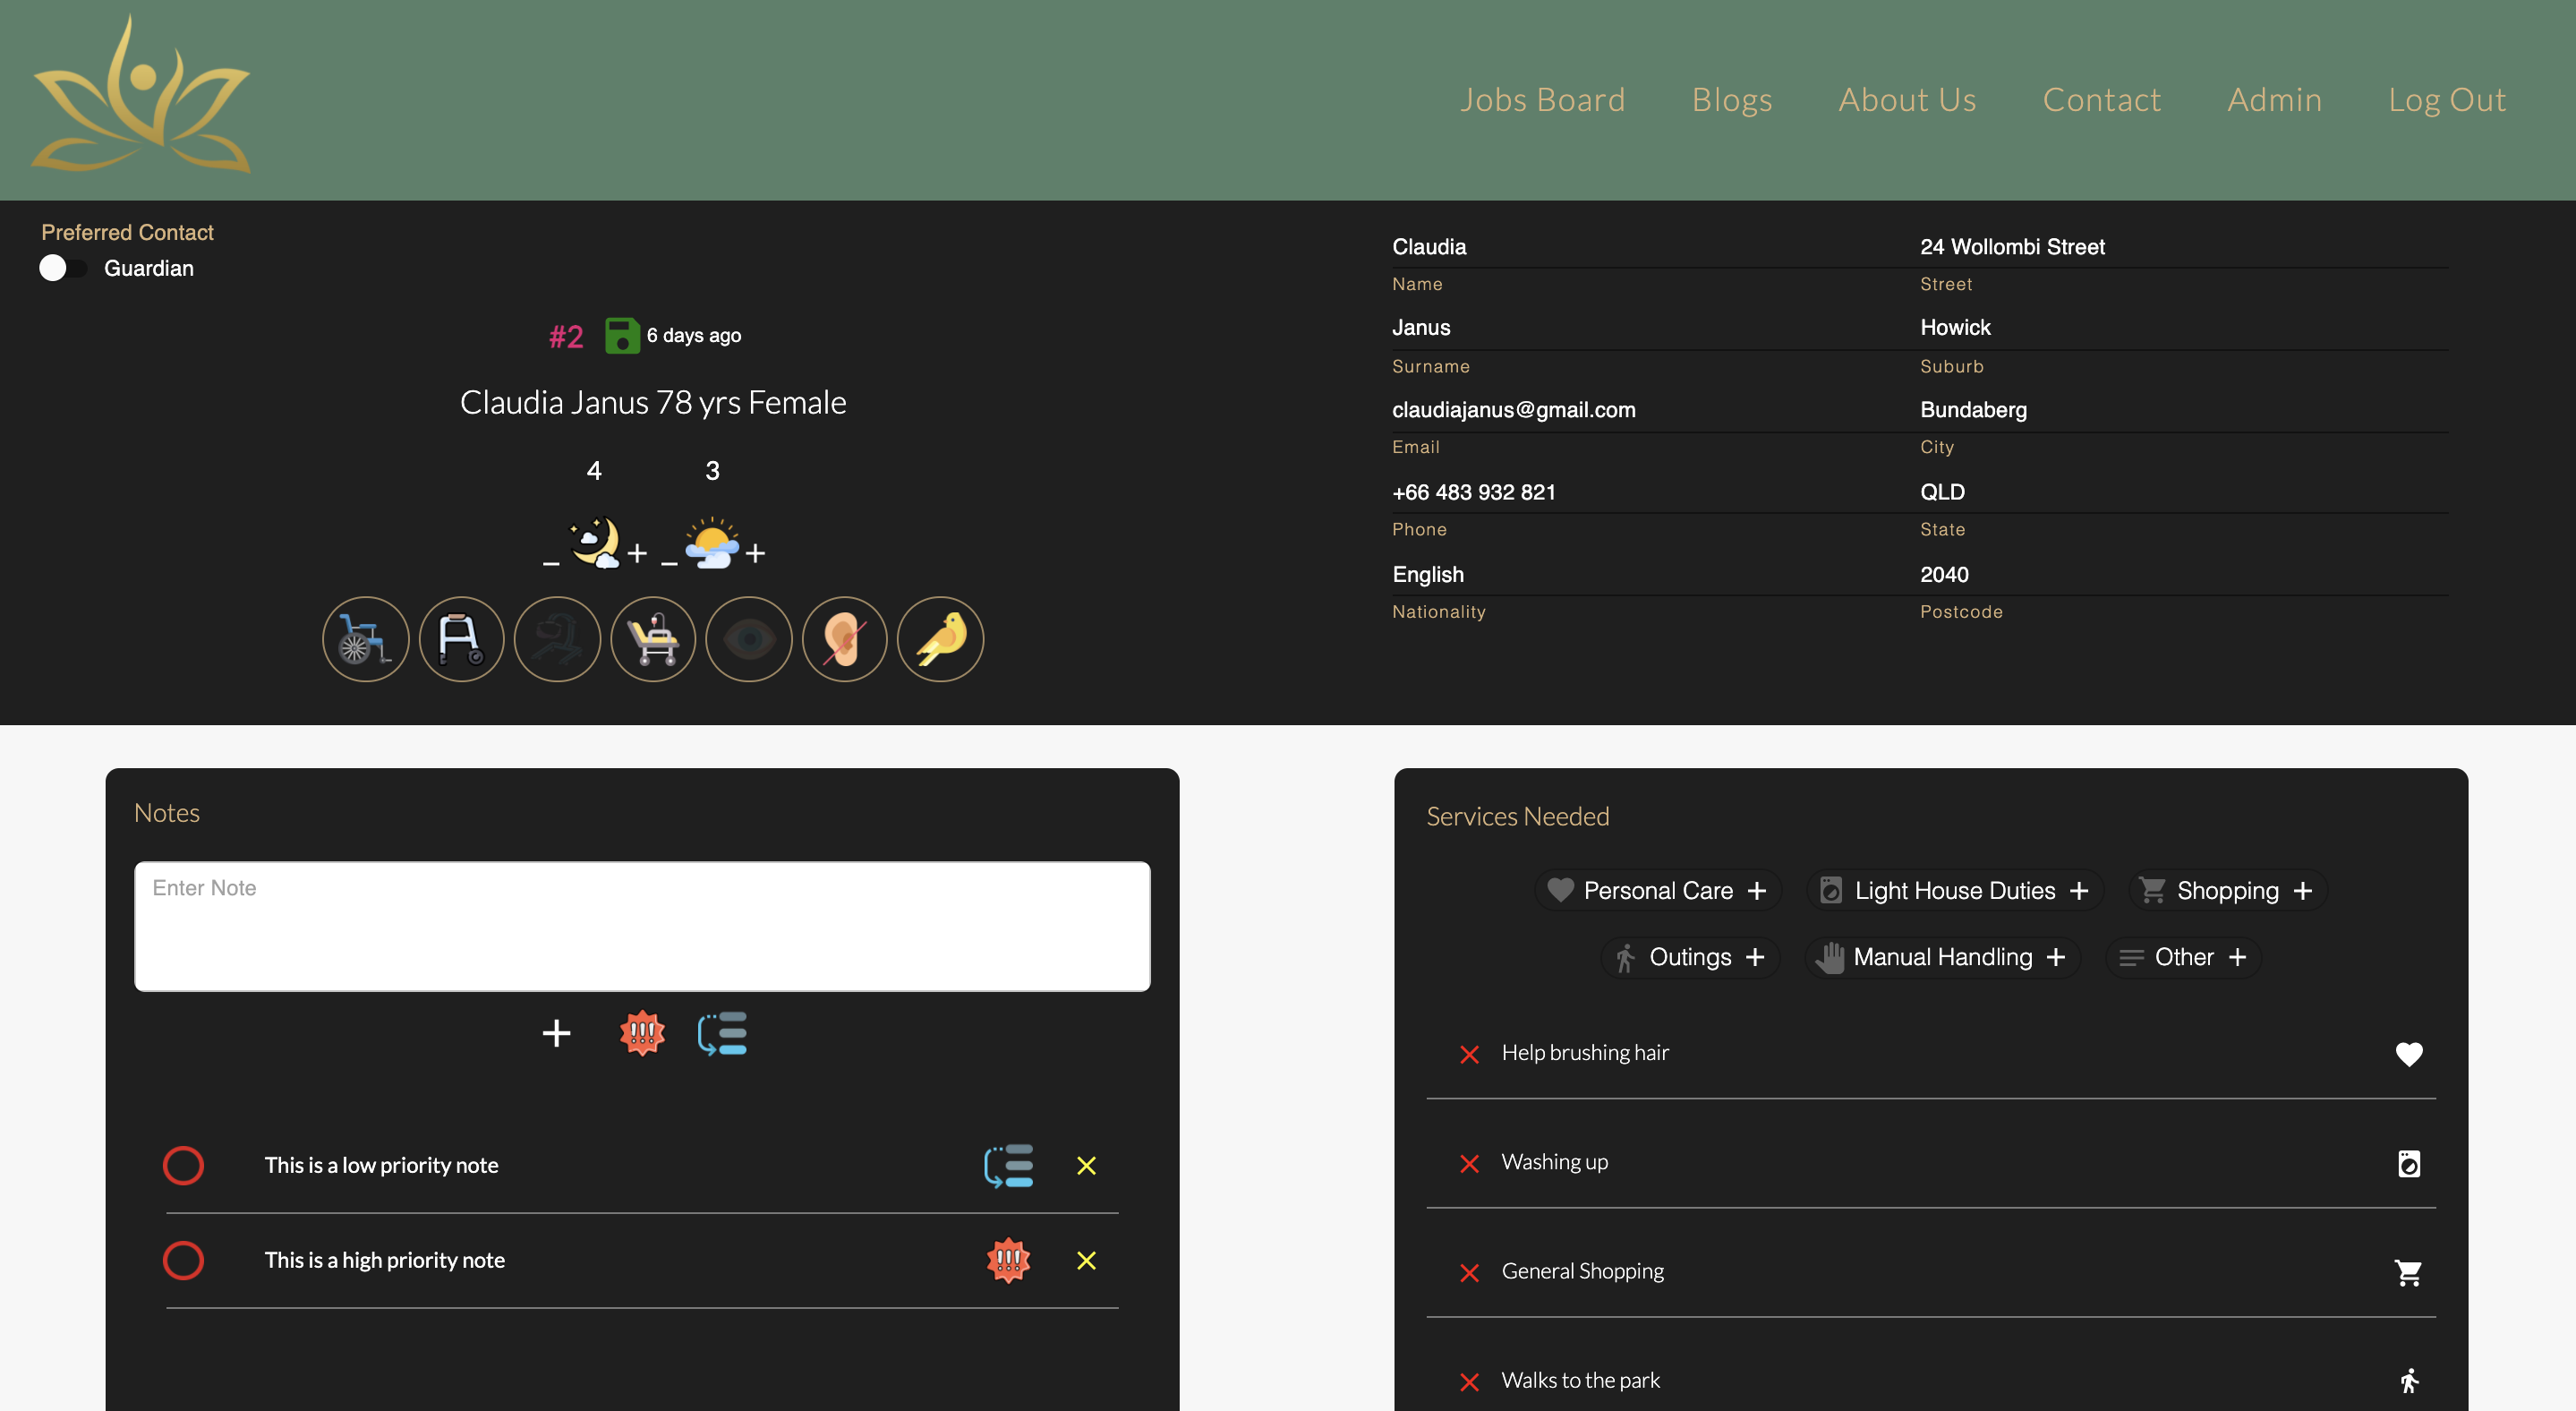 Jobs Board Blogs About Us Contact Admin Log Out
Preferred Contact
Guardian
#2 6 days ago
Claudia Janus 78 yrs Female
4 3
– + – +
Claudia
Name
Janus
Surname
claudiajanus@gmail.com
Email
+66 483 932 821
Phone
English
Nationality
24 Wollombi Street
Street
Howick
Suburb
Bundaberg
City
QLD
State
2040
Postcode
Notes
Enter Note
+ !!!
This is a low priority note
This is a high priority note !!!
Services Needed
Personal Care + Light House Duties + Shopping +
Outings + Manual Handling + Other +
Help brushing hair
Washing up
General Shopping
Walks to the park